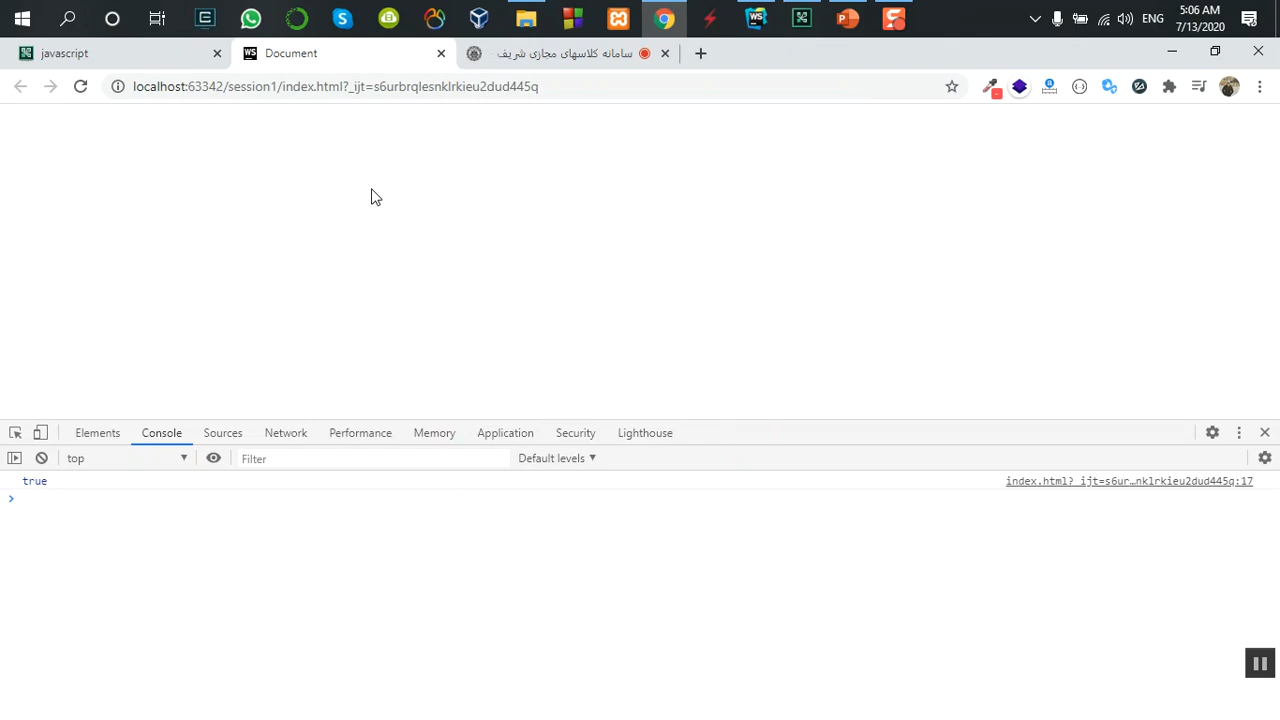 ENG
5:06 AM
7/13/2020
javascript
WS Document
سامانه کلاسهای مجازی شریف
localhost:63342/session1/index.html?_ijt=s6urbrqlesnklrkieu2dud445q
Elements Console Sources Network Performance Memory Application Security Lighthouse
top Filter Default levels
true index.html?_ijt=s6ur…nklrkieu2dud445q:17